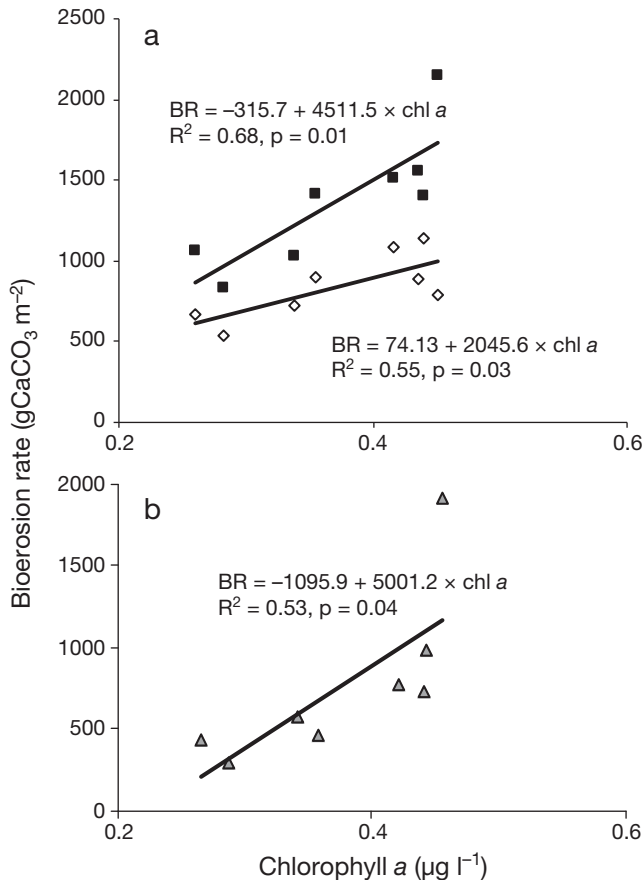 Bioerosion rate (gCaCO₃ m⁻²)
a
2500
2000
1500
1000
500
0
BR = –315.7 + 4511.5 × chl a
R² = 0.68, p = 0.01
BR = 74.13 + 2045.6 × chl a
R² = 0.55, p = 0.03
0.2
0.4
0.6
b
2000
1500
1000
500
0
BR = –1095.9 + 5001.2 × chl a
R² = 0.53, p = 0.04
0.2
0.4
0.6
Chlorophyll a (µg l⁻¹)